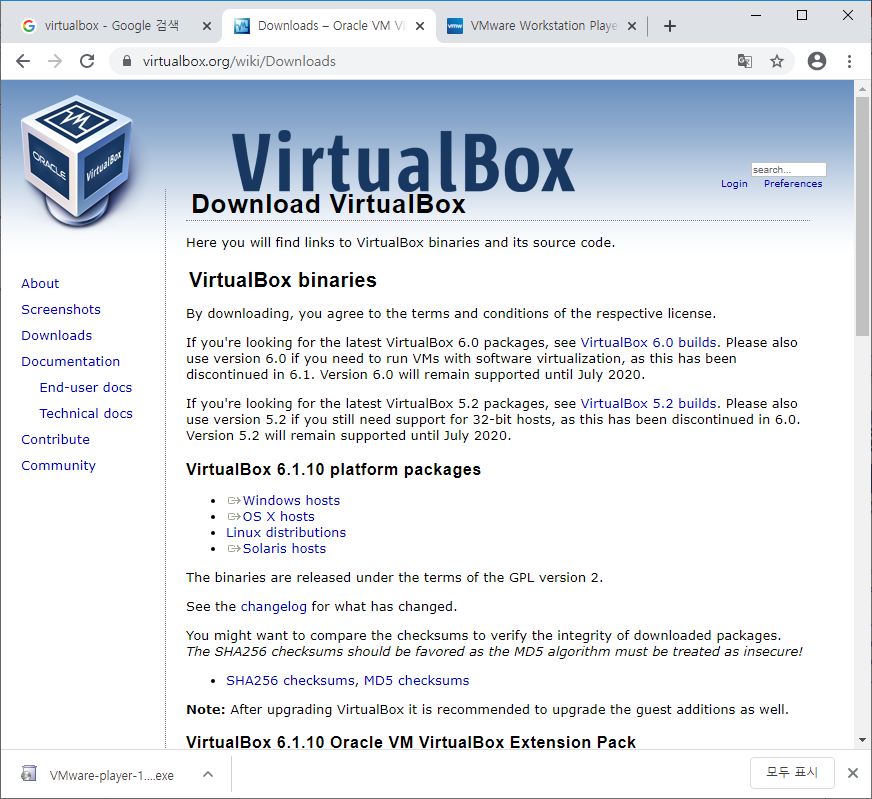 virtualbox - Google 검색
Downloads – Oracle VM Vi
VMware Workstation Playe
virtualbox.org/wiki/Downloads
ORACLE
VirtualBox
VirtualBox
search...
Login Preferences
Download VirtualBox
Here you will find links to VirtualBox binaries and its source code.
About
Screenshots
Downloads
Documentation
End-user docs
Technical docs
Contribute
Community
VirtualBox binaries
By downloading, you agree to the terms and conditions of the respective license.
If you're looking for the latest VirtualBox 6.0 packages, see VirtualBox 6.0 builds. Please also
use version 6.0 if you need to run VMs with software virtualization, as this has been
discontinued in 6.1. Version 6.0 will remain supported until July 2020.
If you're looking for the latest VirtualBox 5.2 packages, see VirtualBox 5.2 builds. Please also
use version 5.2 if you still need support for 32-bit hosts, as this has been discontinued in 6.0.
Version 5.2 will remain supported until July 2020.
VirtualBox 6.1.10 platform packages
Windows hosts
OS X hosts
Linux distributions
Solaris hosts
The binaries are released under the terms of the GPL version 2.
See the changelog for what has changed.
You might want to compare the checksums to verify the integrity of downloaded packages.
The SHA256 checksums should be favored as the MD5 algorithm must be treated as insecure!
SHA256 checksums, MD5 checksums
Note: After upgrading VirtualBox it is recommended to upgrade the guest additions as well.
VirtualBox 6.1.10 Oracle VM VirtualBox Extension Pack
VMware-player-1....exe
모두 표시